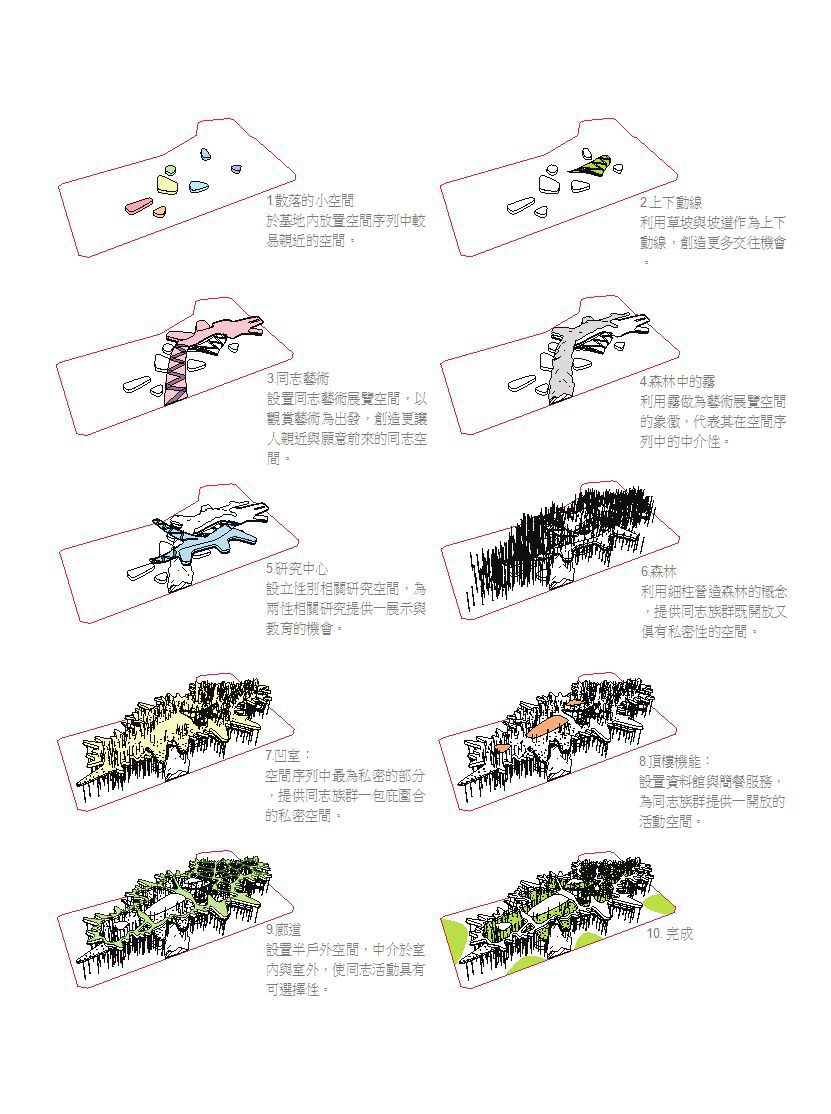 1.散落的小空間
於基地內放置空間序列中較
易親近的空間。
2.上下動線
利用草坡與坡道作為上下
動線，創造更多交往機會
。
3.同志藝術
設置同志藝術展覽空間，以
觀賞藝術為出發，創造更讓
人親近與願意前來的同志空
間。
4.森林中的霧
利用霧做為藝術展覽空間
的象徵，代表其在空間序
列中的中介性。
5.研究中心
設立性別相關研究空間，為
兩性相關研究提供一展示與
教育的機會。
6.森林
利用細柱營造森林的概念
，提供同志族群既開放又
俱有私密性的空間。
7.凹室：
空間序列中最為私密的部分
，提供同志族群一包庇圍合
的私密空間。
8.頂樓機能：
設置資料館與簡餐服務，
為同志族群提供一開放的
活動空間。
9.廊道
設置半戶外空間，中介於室
內與室外，使同志活動具有
可選擇性。
10. 完成